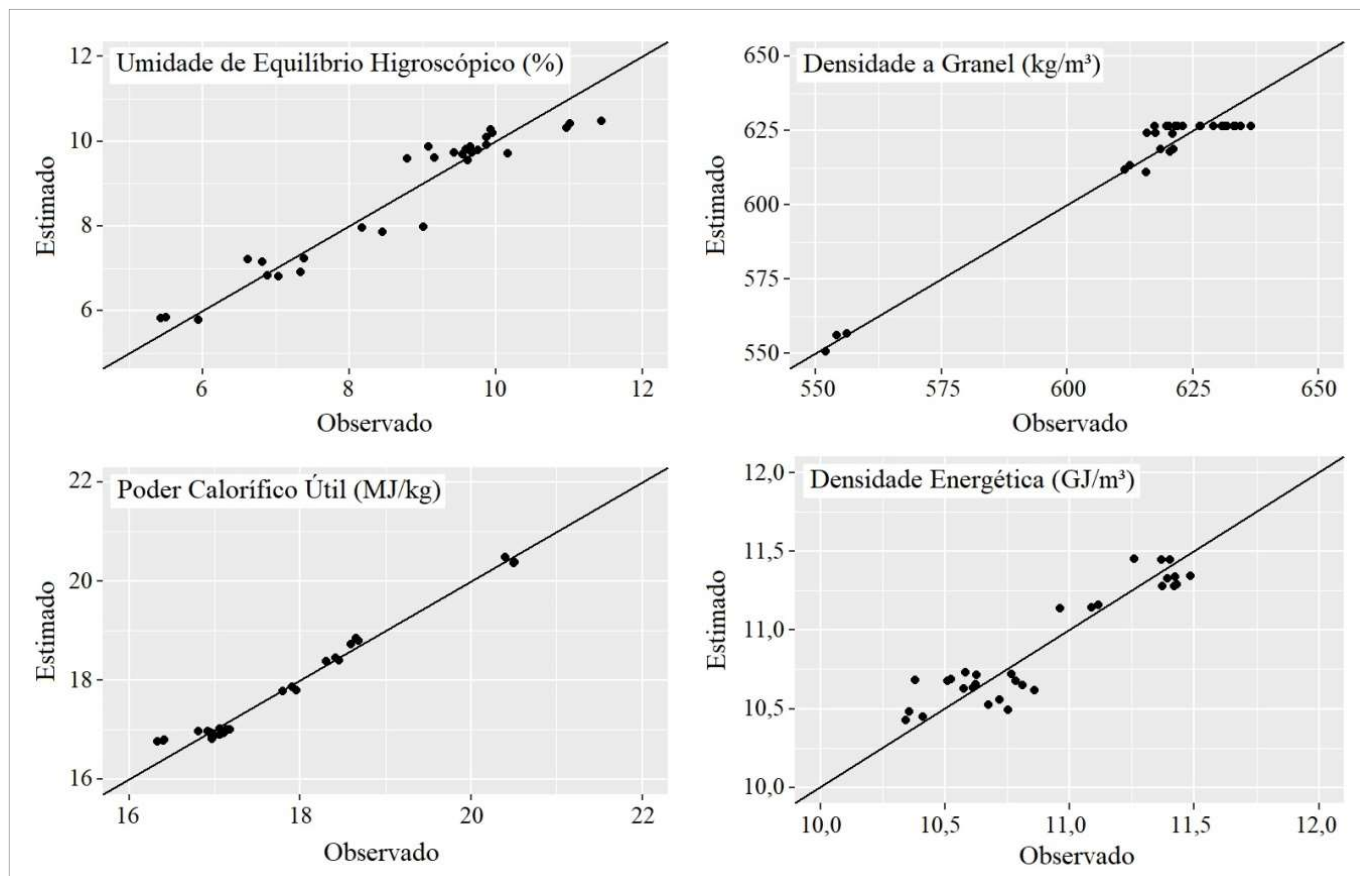 Umidade de Equilíbrio Higroscópico (%)
12
10
8
6
Estimado
6 8 10 12
Observado
Densidade a Granel (kg/m³)
650
625
600
575
550
Estimado
550 575 600 625 650
Observado
Poder Calorífico Útil (MJ/kg)
22
20
18
16
Estimado
16 18 20 22
Observado
Densidade Energética (GJ/m³)
12,0
11,5
11,0
10,5
10,0
Estimado
10,0 10,5 11,0 11,5 12,0
Observado